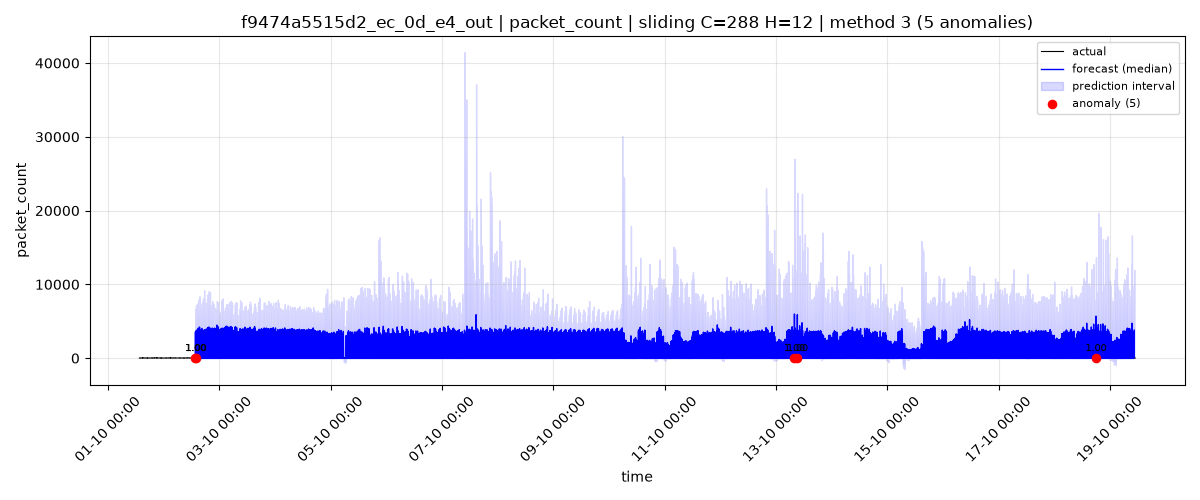 f9474a5515d2_ec_0d_e4_out | packet_count | sliding C=288 H=12 | method 3 (5 anomalies)
actual
forecast (median)
prediction interval
anomaly (5)
packet_count
40000
30000
20000
10000
0
1.00
1.00
01-10 00:00
03-10 00:00
05-10 00:00
07-10 00:00
09-10 00:00
11-10 00:00
13-10 00:00
15-10 00:00
17-10 00:00
19-10 00:00
time